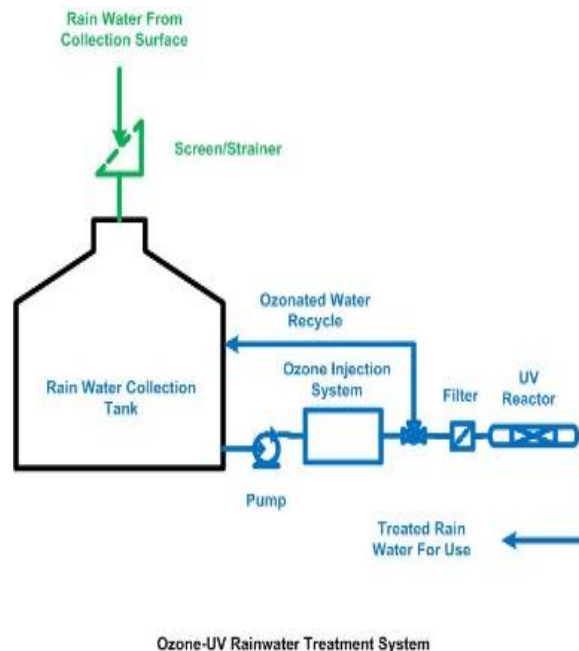 Rain Water From
Collection Surface
Screen/Strainer
Ozonated Water
Recycle
Ozone Injection
System
UV
Reactor
Filter
Rain Water Collection
Tank
Pump
Treated Rain
Water For Use
Ozone-UV Rainwater Treatment System